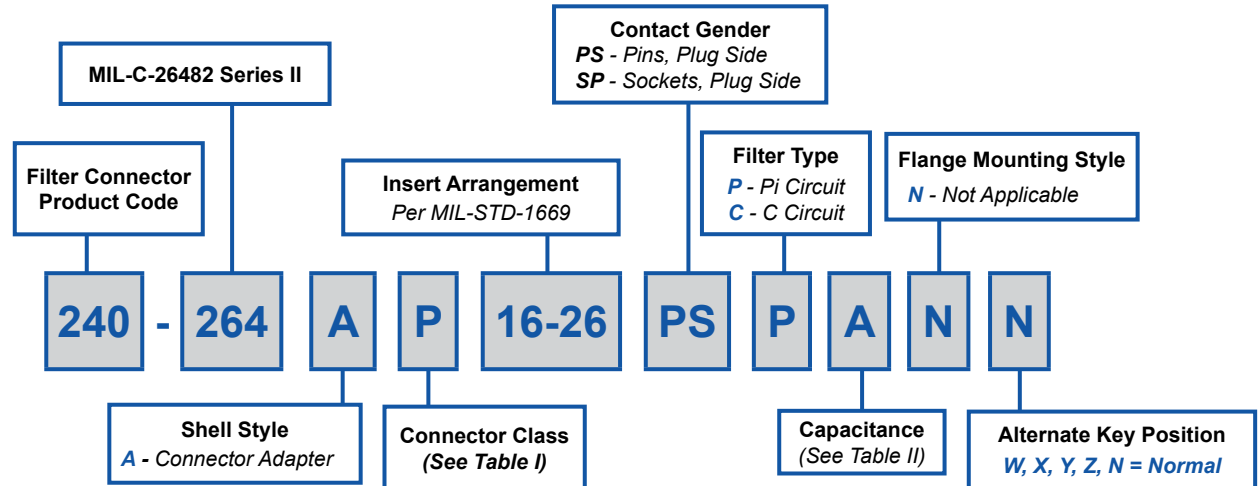 Contact Gender
PS - Pins, Plug Side
SP - Sockets, Plug Side
MIL-C-26482 Series II
Filter Connector
Product Code
Insert Arrangement
Per MIL-STD-1669
Filter Type
P - Pi Circuit
C - C Circuit
Flange Mounting Style
N - Not Applicable
240 - 264 A P 16-26 PS P A N N
Shell Style
A - Connector Adapter
Connector Class
(See Table I)
Capacitance
(See Table II)
Alternate Key Position
W, X, Y, Z, N = Normal